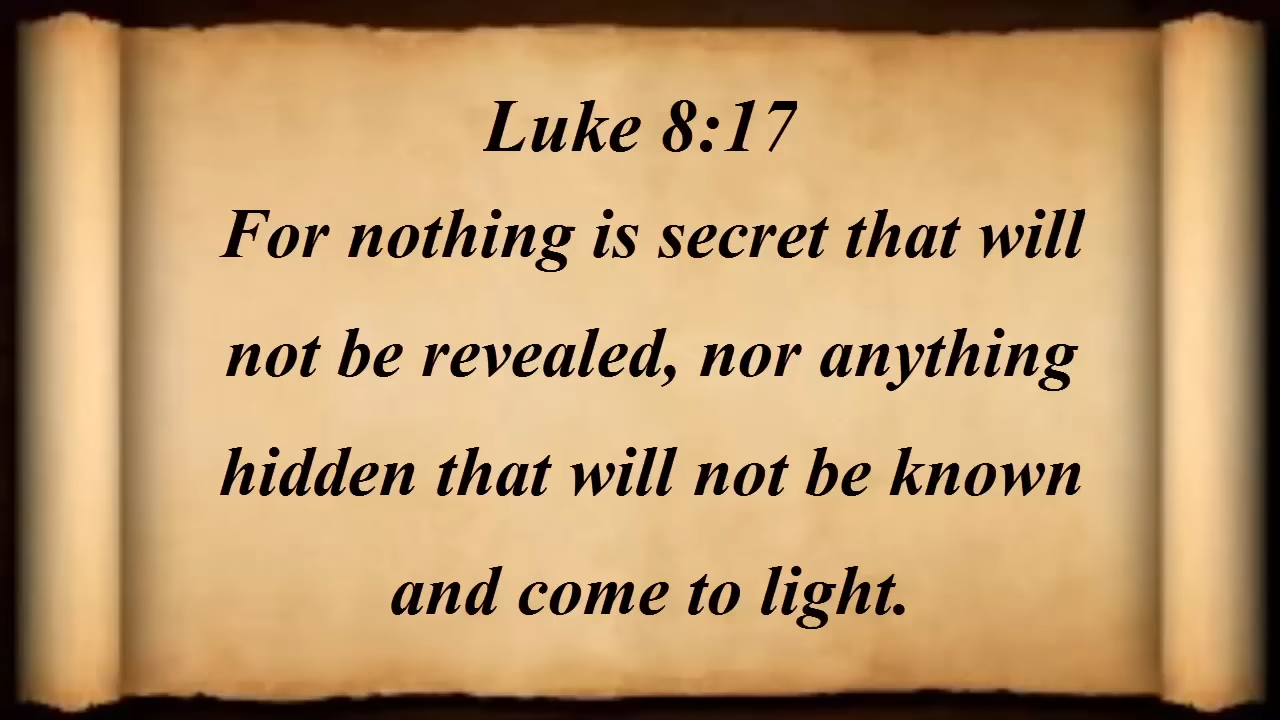 Luke 8:17
For nothing is secret that will
not be revealed, nor anything
hidden that will not be known
and come to light.